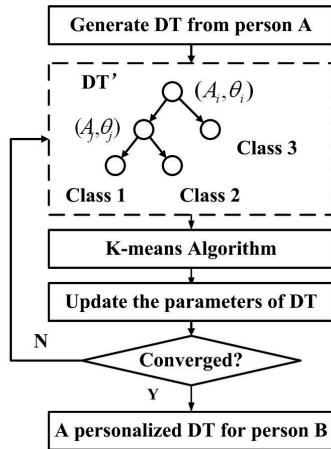 Generate DT from person A
DT'
(A_i, θ_i)
(A_j, θ_j)
Class 3
Class 1
Class 2
K-means Algorithm
Update the parameters of DT
N
Converged?
Y
A personalized DT for person B